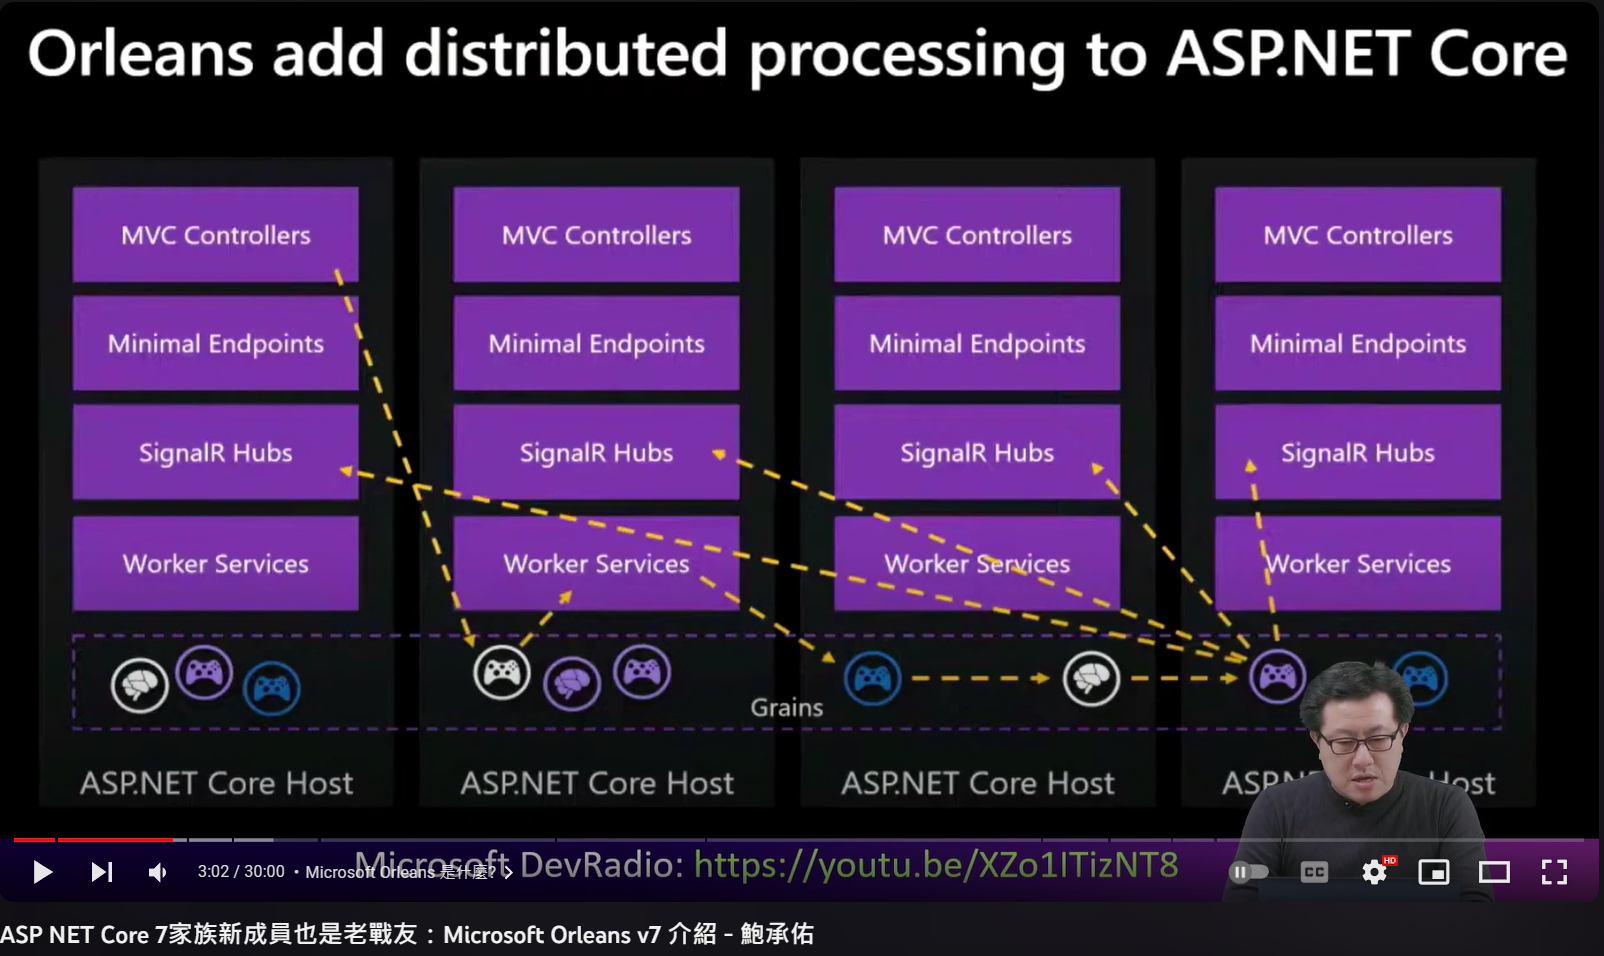 Orleans add distributed processing to ASP.NET Core
MVC Controllers
Minimal Endpoints
SignalR Hubs
Worker Services
MVC Controllers
Minimal Endpoints
SignalR Hubs
Worker Services
MVC Controllers
Minimal Endpoints
SignalR Hubs
Worker Services
MVC Controllers
Minimal Endpoints
SignalR Hubs
Worker Services
Grains
ASP.NET Core Host
ASP.NET Core Host
ASP.NET Core Host
Microsoft DevRadio: https://youtu.be/XZo1ITizNT8
3:02 / 30:00 • Microsoft Orleans 是什麼?
CC
HD
ASP NET Core 7家族新成員也是老戰友：Microsoft Orleans v7 介紹 - 鮑承佑